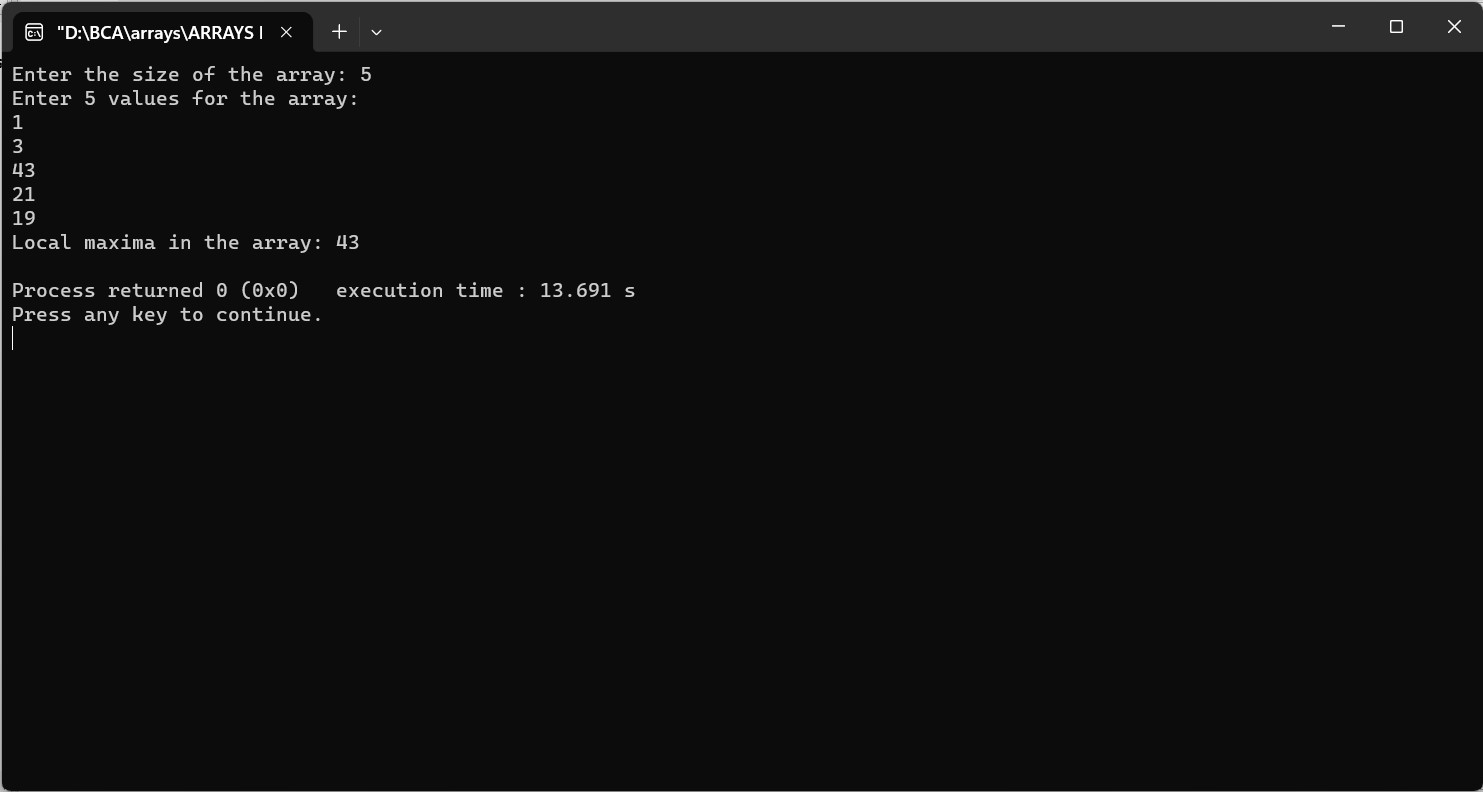 "D:\BCA\arrays\ARRAYS
Enter the size of the array: 5
Enter 5 values for the array:
1
3
43
21
19
Local maxima in the array: 43
Process returned 0 (0x0)   execution time : 13.691 s
Press any key to continue.